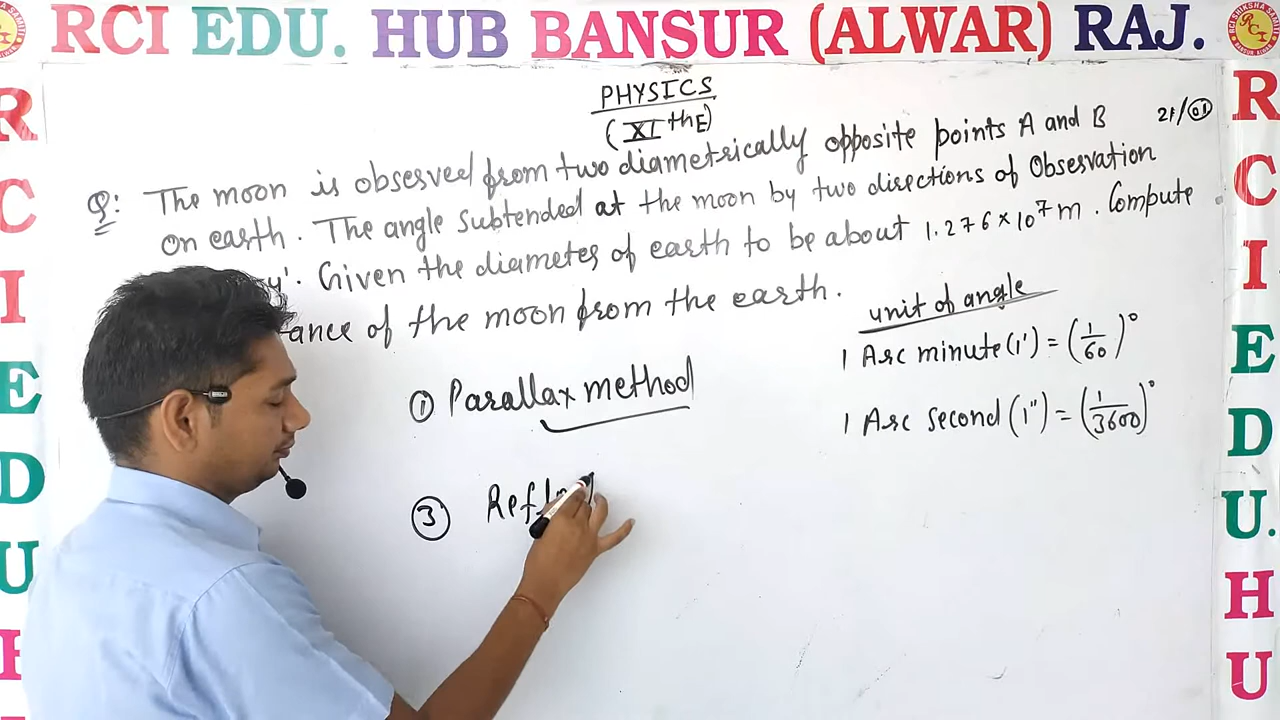 RCI EDU. HUB BANSUR (ALWAR) RAJ.
PHYSICS
(XI th E)
21/01
Q: The moon is observed from two diametrically opposite points A and B
on earth. The angle subtended at the moon by two directions of Observation
Given the diameter of earth to be about 1.276×10⁷m. Compute
of the moon from the earth.
unit of angle
1 Arc minute (1') = (1/60)°
1 Arc second (1") = (1/3600)°
① Parallax method
③
R
C
I
E
D
U
R
C
I
E
D
U.
H
U